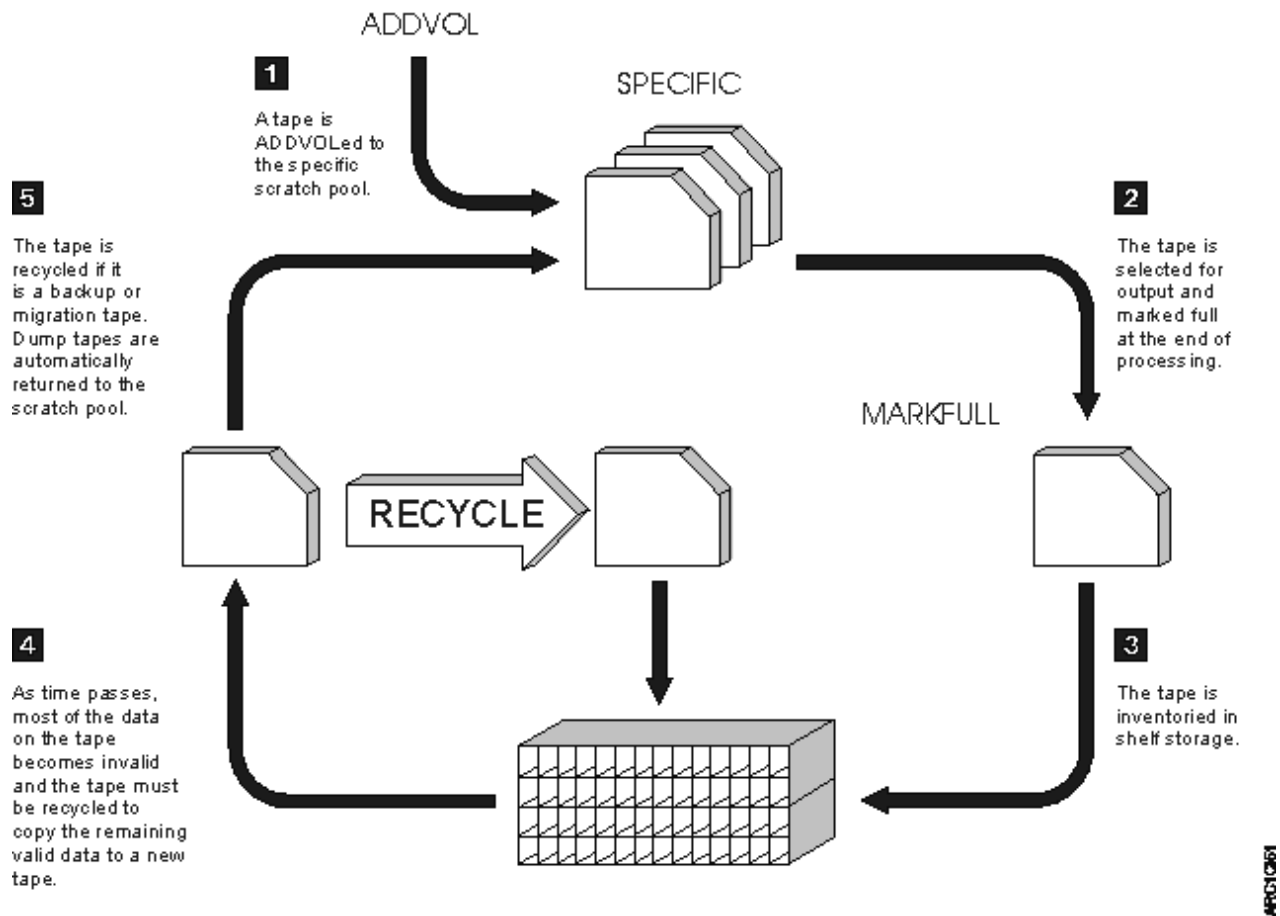 ADDVOL
1
A tape is
ADDVOLed to
the specific
scratch pool.
SPECIFIC
2
The tape is
selected for
output and
marked full
at the end of
processing.
MARKFULL
3
The tape is
inventoried in
shelf storage.
4
As time passes,
most of the data
on the tape
becomes invalid
and the tape must
be recycled to
copy the remaining
valid data to a new
tape.
5
The tape is
recycled if it
is a backup or
migration tape.
Dump tapes are
automatically
returned to the
scratch pool.
RECYCLE